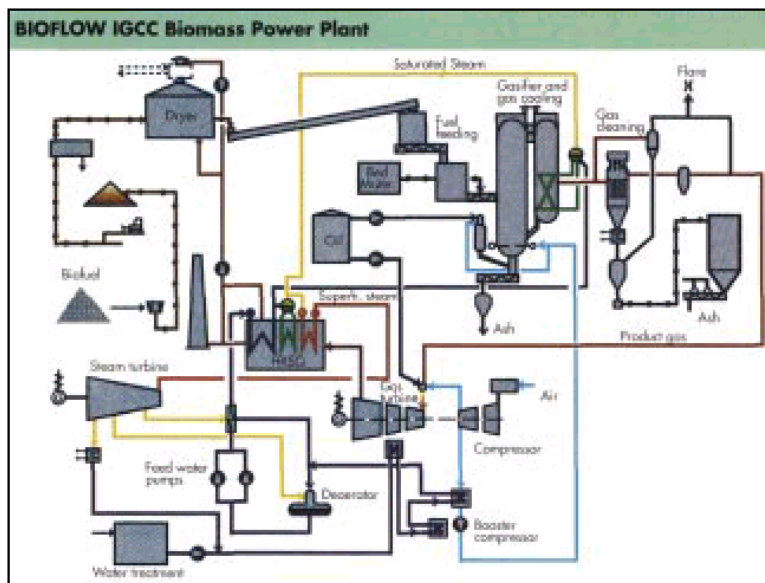 BIOFLOW IGCC Biomass Power Plant
Saturated Steam
Flare
Gasifier and
gas cooling
Gas
cleaning
Dryer
Fuel
feeding
Bed
Mater.
Oil
Biofuel
Superh. steam
Ash
Ash
HRSG
Product gas
Steam turbine
Gas
turbine
Air
Compressor
Feed water
pumps
Deaerator
Booster
compressor
Water treatment